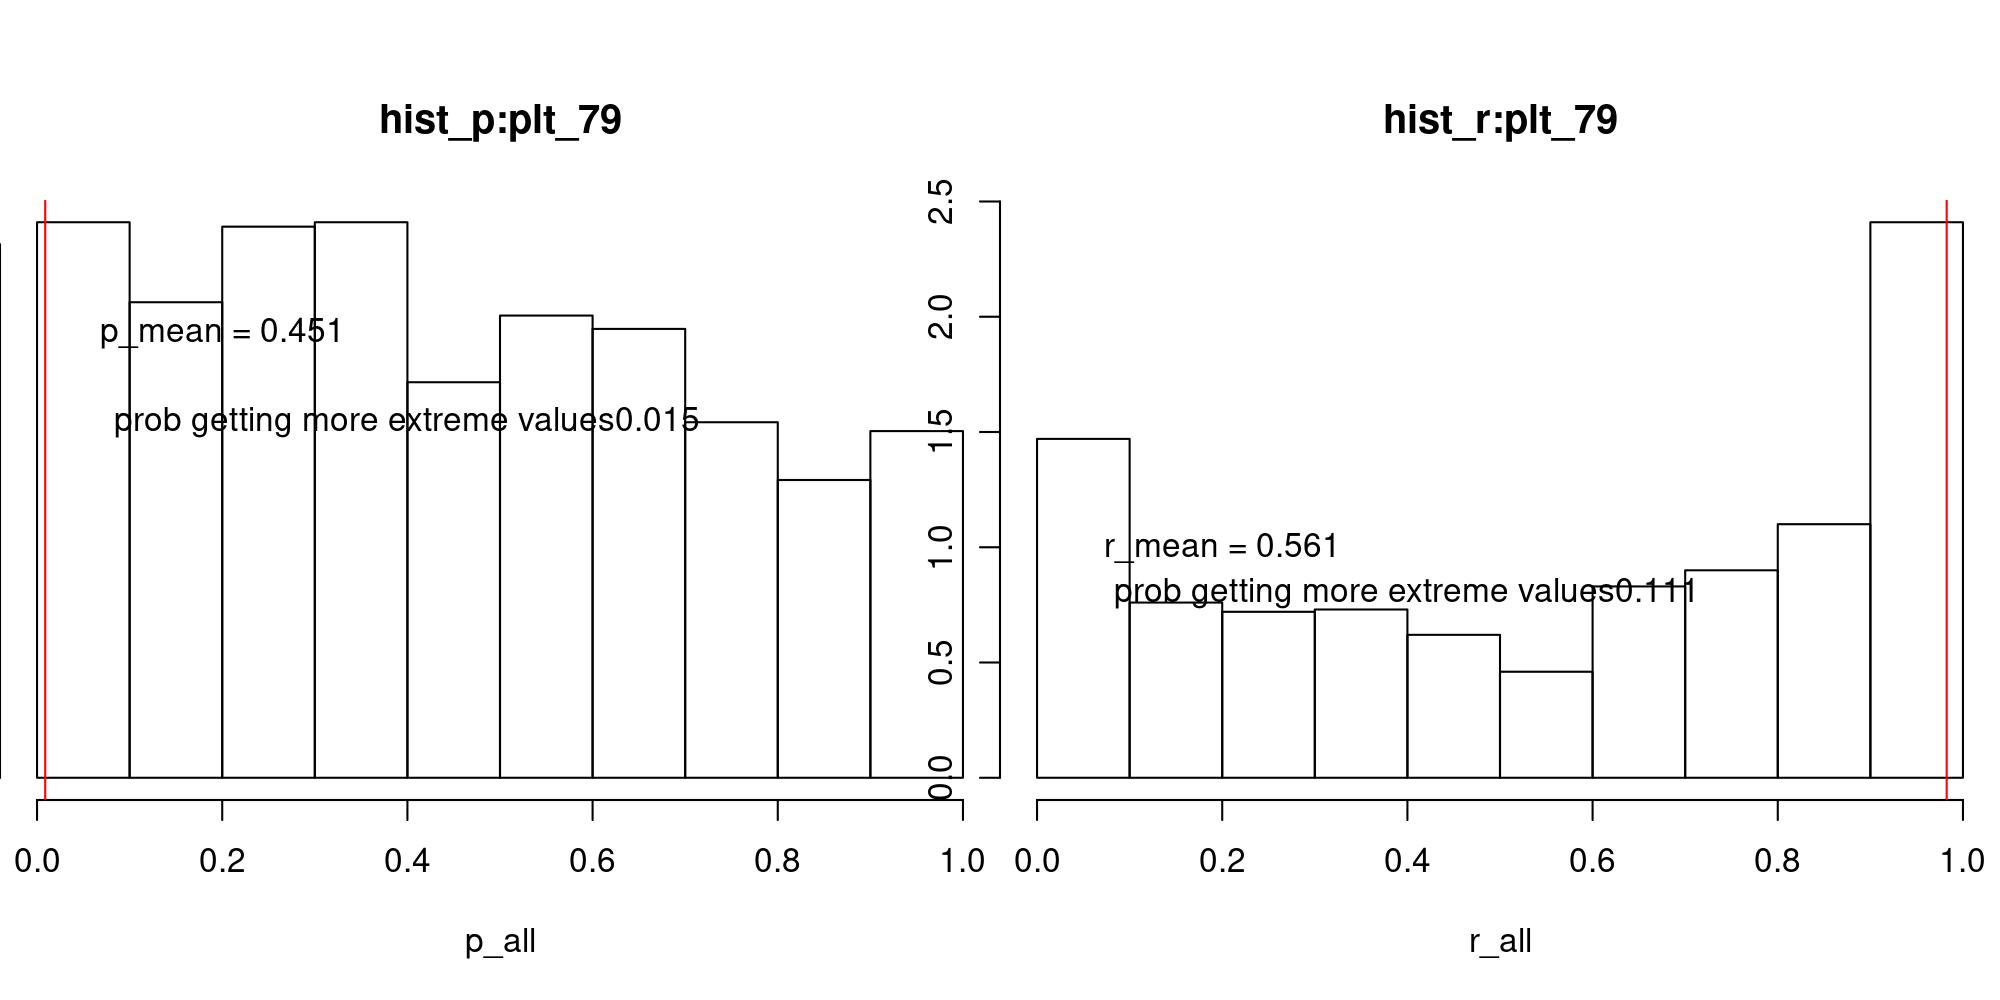 hist_p:plt_79
p_mean = 0.451
prob getting more extreme values0.015
0.0 0.2 0.4 0.6 0.8 1.0
p_all
hist_r:plt_79
2.5
2.0
1.5
1.0
0.5
0.0
r_mean = 0.561
prob getting more extreme values0.111
0.0 0.2 0.4 0.6 0.8 1.0
r_all